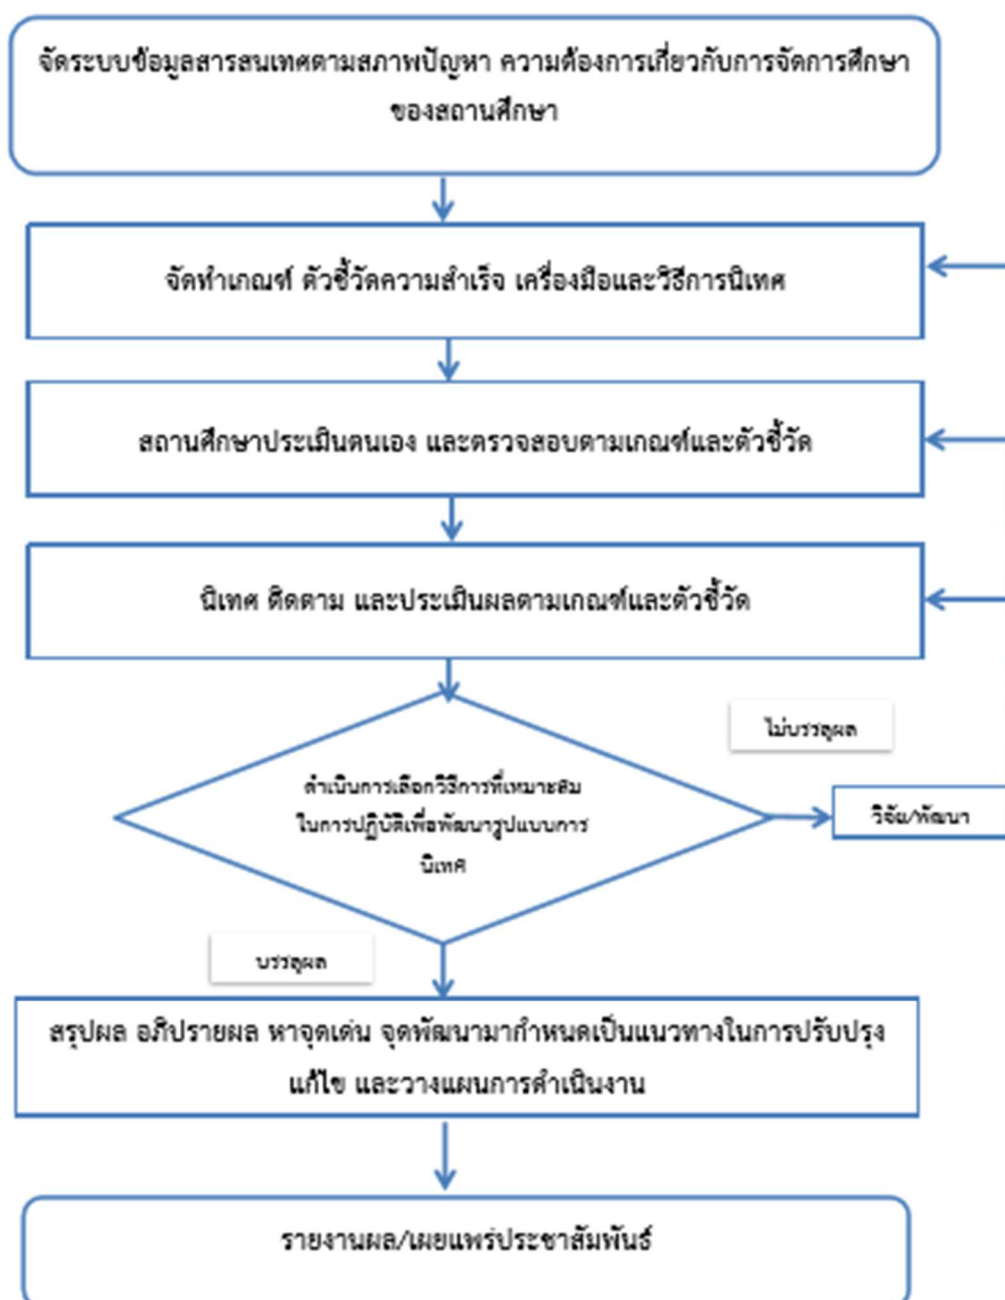 จัดระบบข้อมูลสารสนเทศตามสภาพปัญหา ความต้องการเกี่ยวกับการจัดการศึกษา
ของสถานศึกษา
จัดทำเกณฑ์ ตัวชี้วัดความสำเร็จ เครื่องมือและวิธีการนิเทศ
สถานศึกษาประเมินตนเอง และตรวจสอบตามเกณฑ์และตัวชี้วัด
นิเทศ ติดตาม และประเมินผลตามเกณฑ์และตัวชี้วัด
ไม่บรรลุผล
ดำเนินการเลือกวิธีการที่เหมาะสม
ในการปฏิบัติเพื่อพัฒนารูปแบบการ
นิเทศ
วิจัย/พัฒนา
บรรลุผล
สรุปผล อภิปรายผล หาจุดเด่น จุดพัฒนามากำหนดเป็นแนวทางในการปรับปรุง
แก้ไข และวางแผนการดำเนินงาน
รายงานผล/เผยแพร่ประชาสัมพันธ์